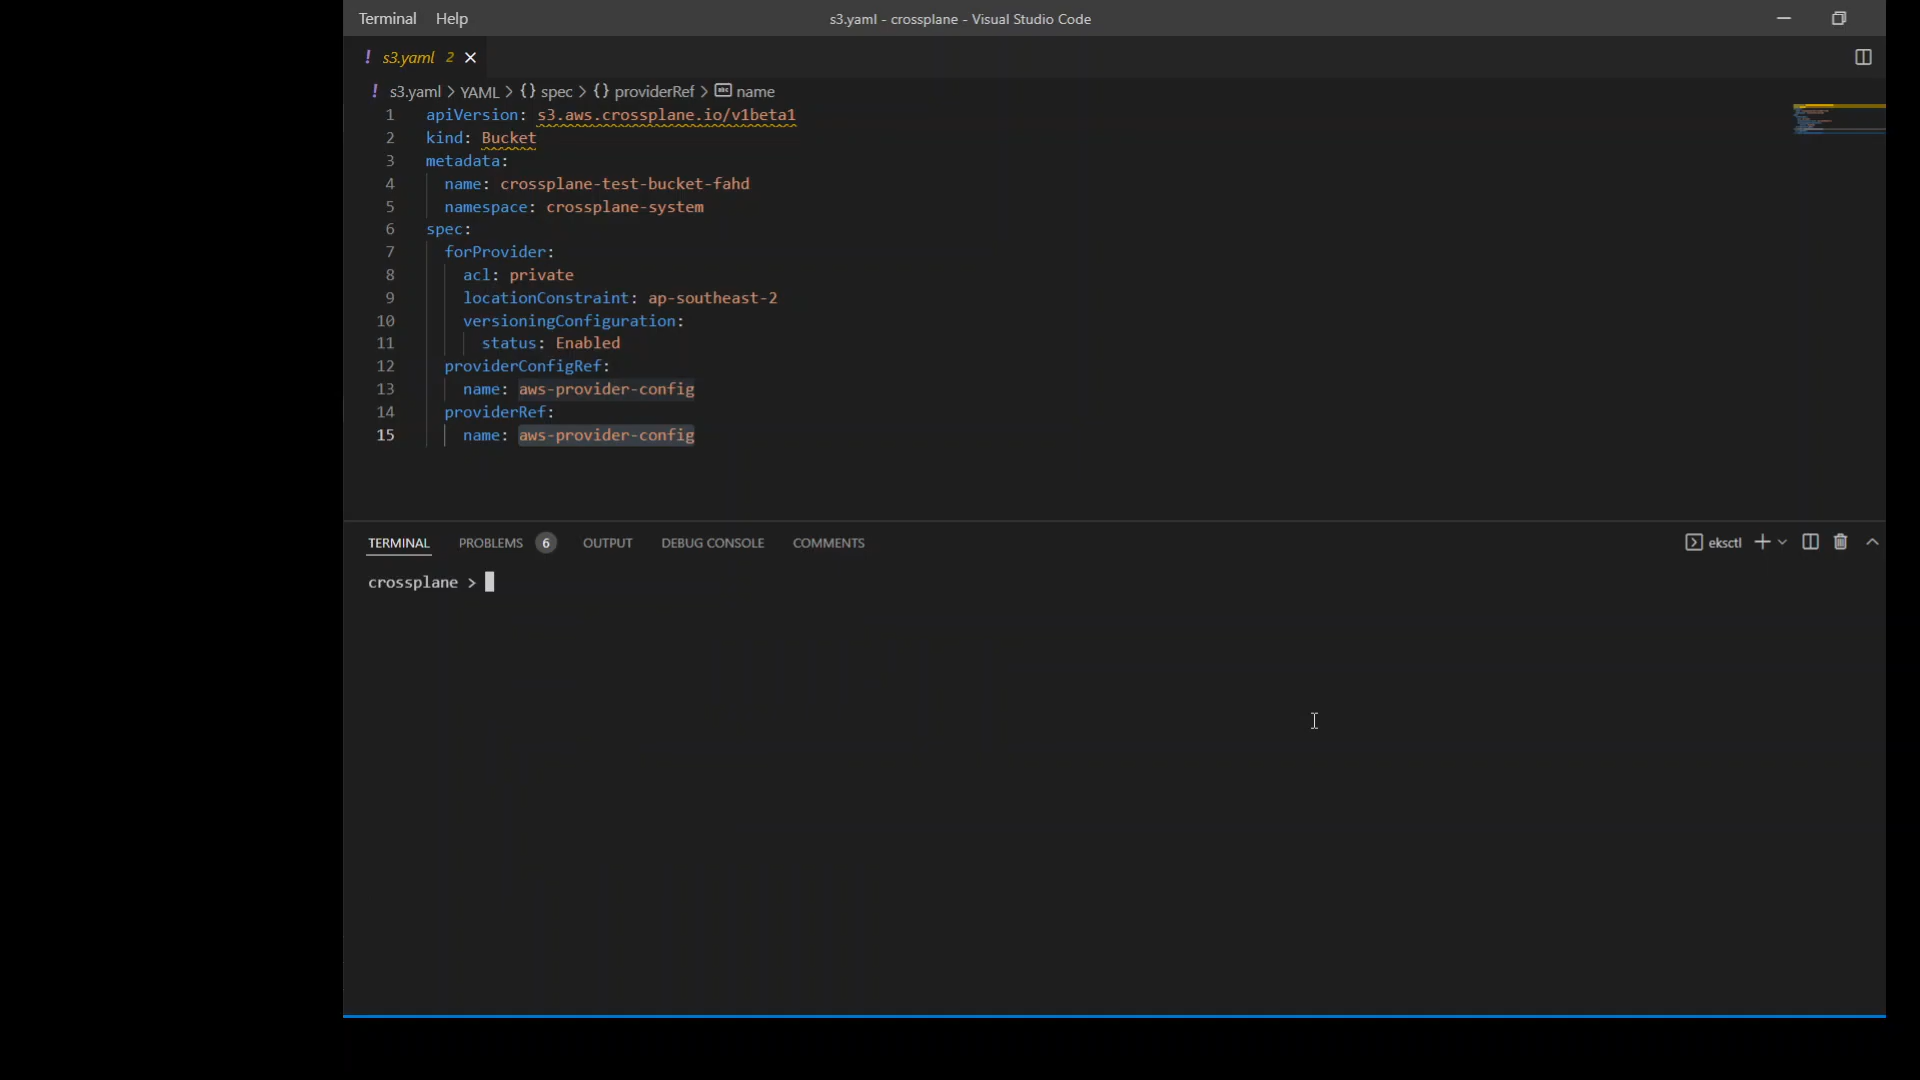 Terminal Help s3.yaml - crossplane - Visual Studio Code
! s3.yaml 2
! s3.yaml > YAML > {} spec > {} providerRef > abc name
1 apiVersion: s3.aws.crossplane.io/v1beta1
2 kind: Bucket
3 metadata:
4 name: crossplane-test-bucket-fahd
5 namespace: crossplane-system
6 spec:
7 forProvider:
8 acl: private
9 locationConstraint: ap-southeast-2
10 versioningConfiguration:
11 status: Enabled
12 providerConfigRef:
13 name: aws-provider-config
14 providerRef:
15 name: aws-provider-config
TERMINAL PROBLEMS 6 OUTPUT DEBUG CONSOLE COMMENTS eksctl
crossplane >